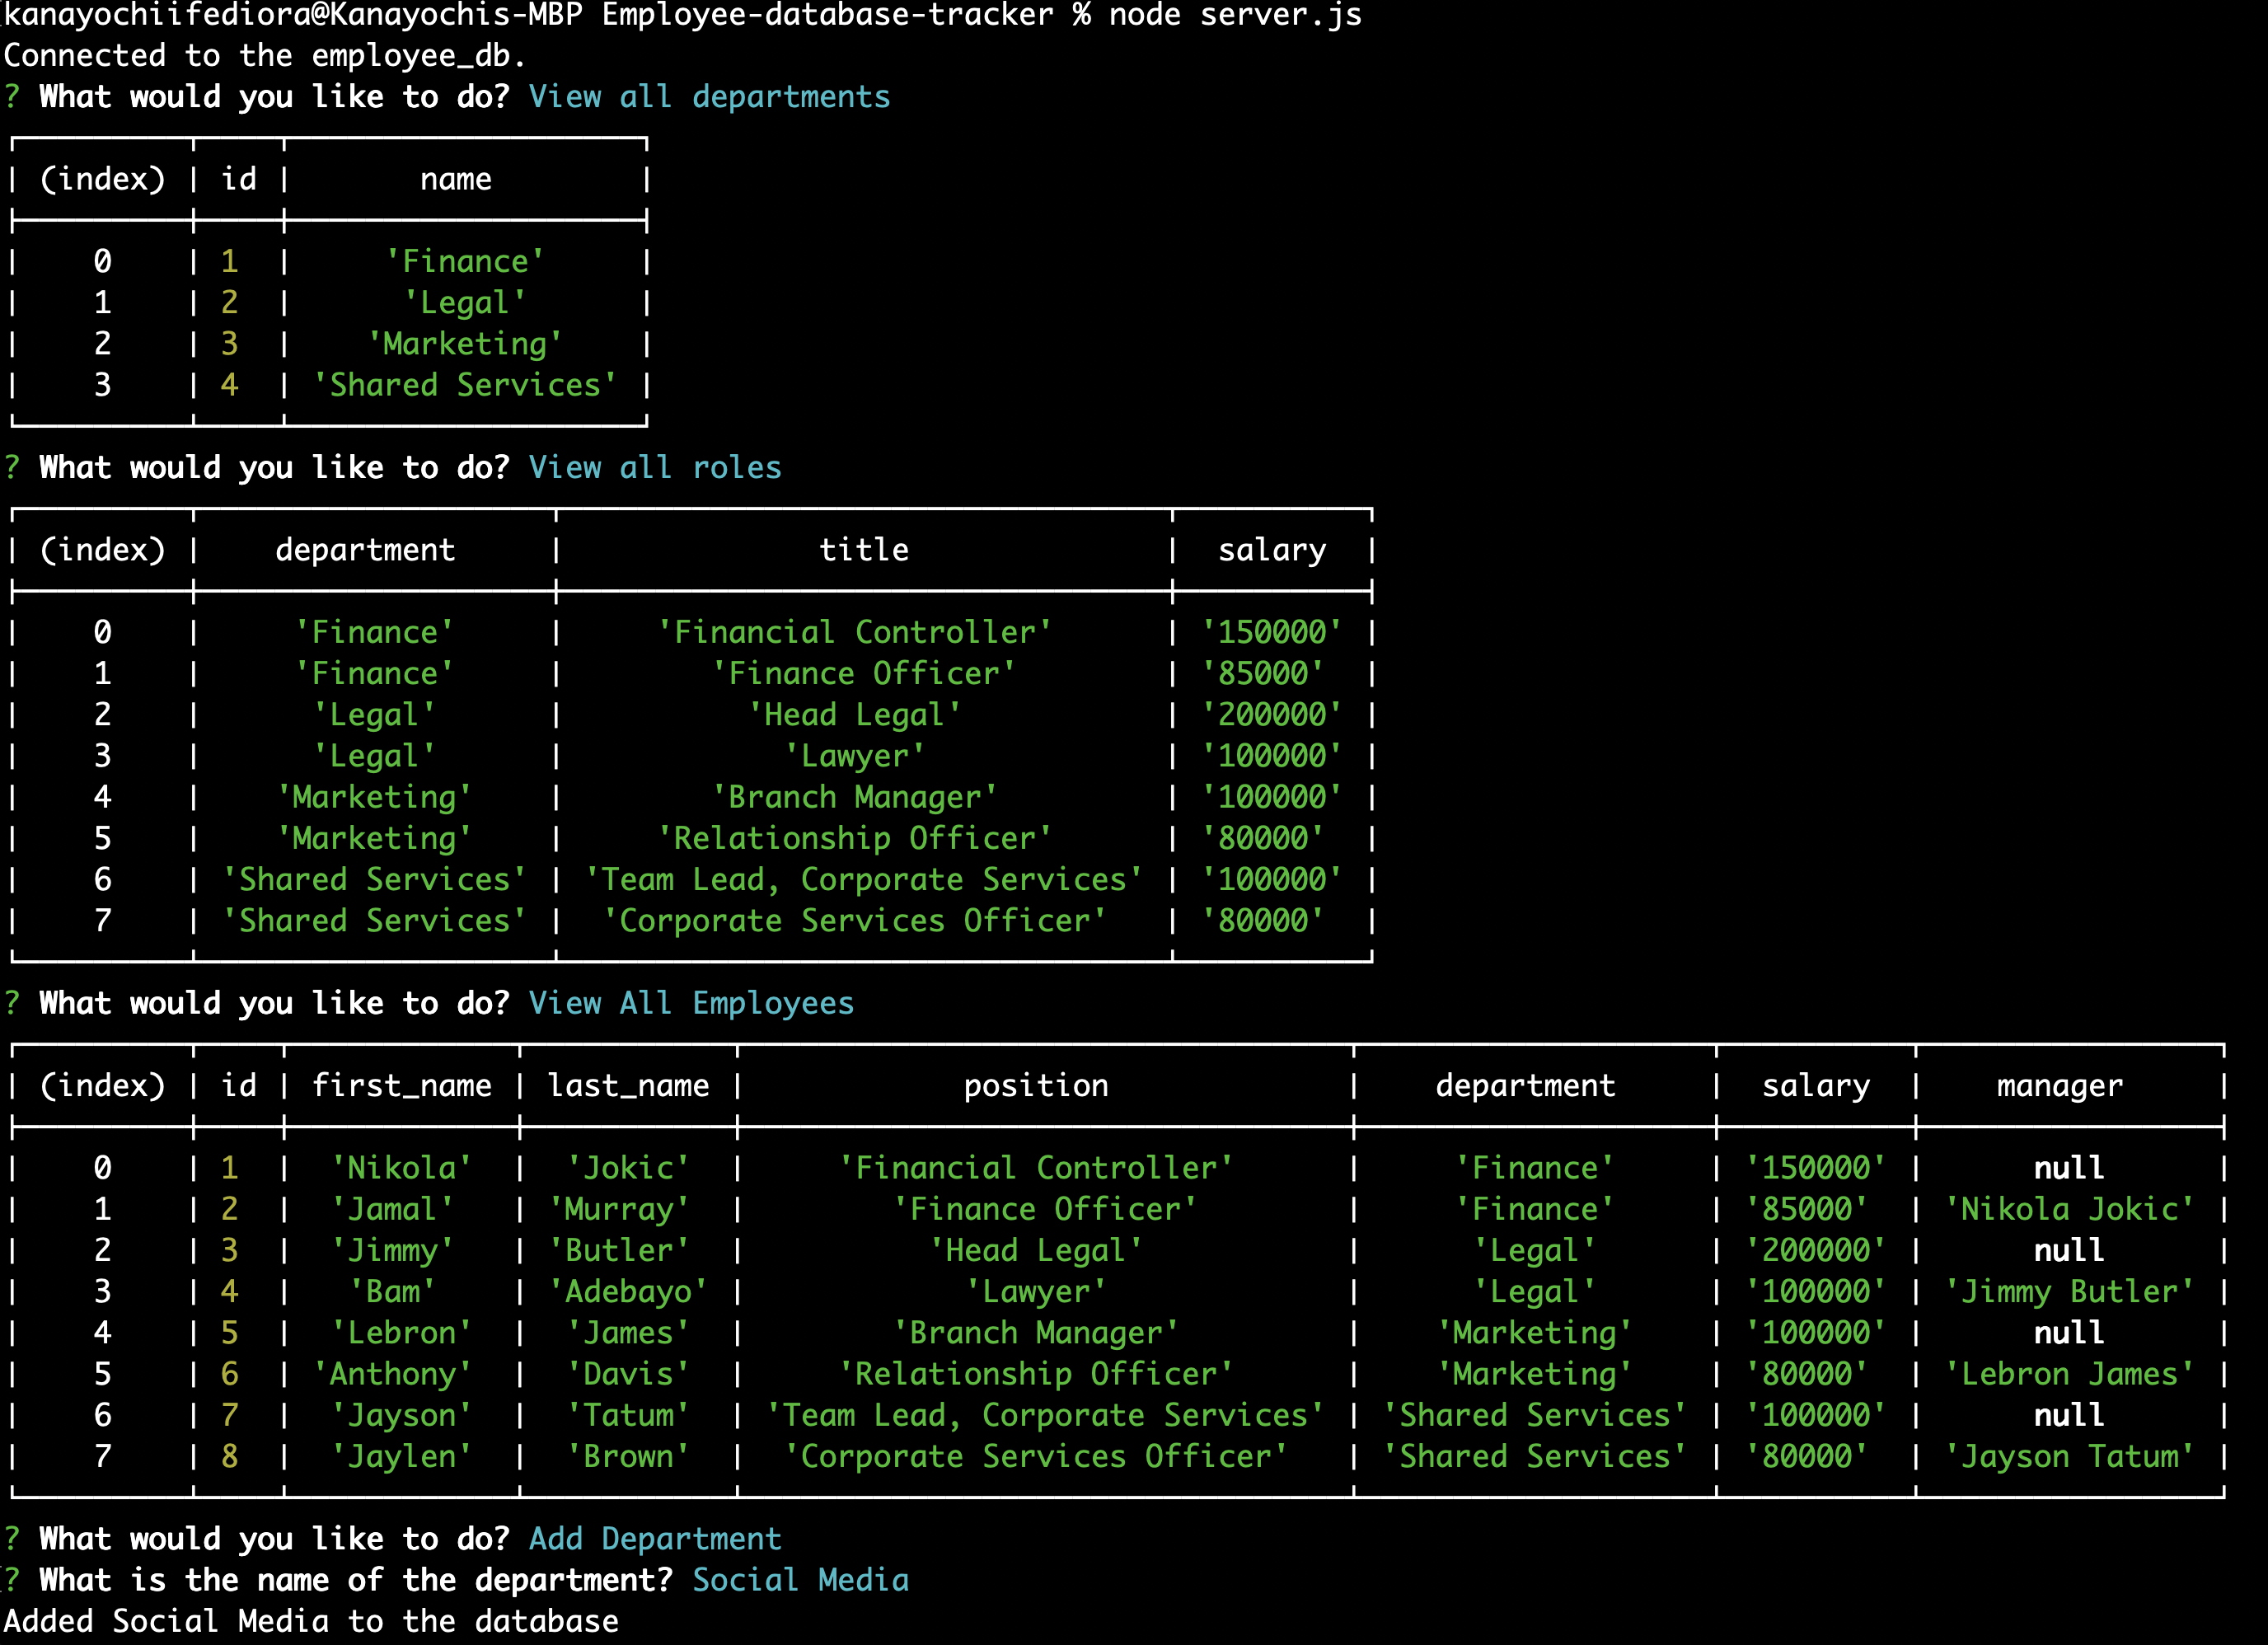 kanayochiifediora@Kanayochis-MBP Employee-database-tracker % node server.js
Connected to the employee_db.
? What would you like to do? View all departments
(index) id name
0 1 'Finance'
1 2 'Legal'
2 3 'Marketing'
3 4 'Shared Services'
? What would you like to do? View all roles
(index) department title salary
0 'Finance' 'Financial Controller' '150000'
1 'Finance' 'Finance Officer' '85000'
2 'Legal' 'Head Legal' '200000'
3 'Legal' 'Lawyer' '100000'
4 'Marketing' 'Branch Manager' '100000'
5 'Marketing' 'Relationship Officer' '80000'
6 'Shared Services' 'Team Lead, Corporate Services' '100000'
7 'Shared Services' 'Corporate Services Officer' '80000'
? What would you like to do? View All Employees
(index) id first_name last_name position department salary manager
0 1 'Nikola' 'Jokic' 'Financial Controller' 'Finance' '150000' null
1 2 'Jamal' 'Murray' 'Finance Officer' 'Finance' '85000' 'Nikola Jokic'
2 3 'Jimmy' 'Butler' 'Head Legal' 'Legal' '200000' null
3 4 'Bam' 'Adebayo' 'Lawyer' 'Legal' '100000' 'Jimmy Butler'
4 5 'Lebron' 'James' 'Branch Manager' 'Marketing' '100000' null
5 6 'Anthony' 'Davis' 'Relationship Officer' 'Marketing' '80000' 'Lebron James'
6 7 'Jayson' 'Tatum' 'Team Lead, Corporate Services' 'Shared Services' '100000' null
7 8 'Jaylen' 'Brown' 'Corporate Services Officer' 'Shared Services' '80000' 'Jayson Tatum'
? What would you like to do? Add Department
? What is the name of the department? Social Media
Added Social Media to the database